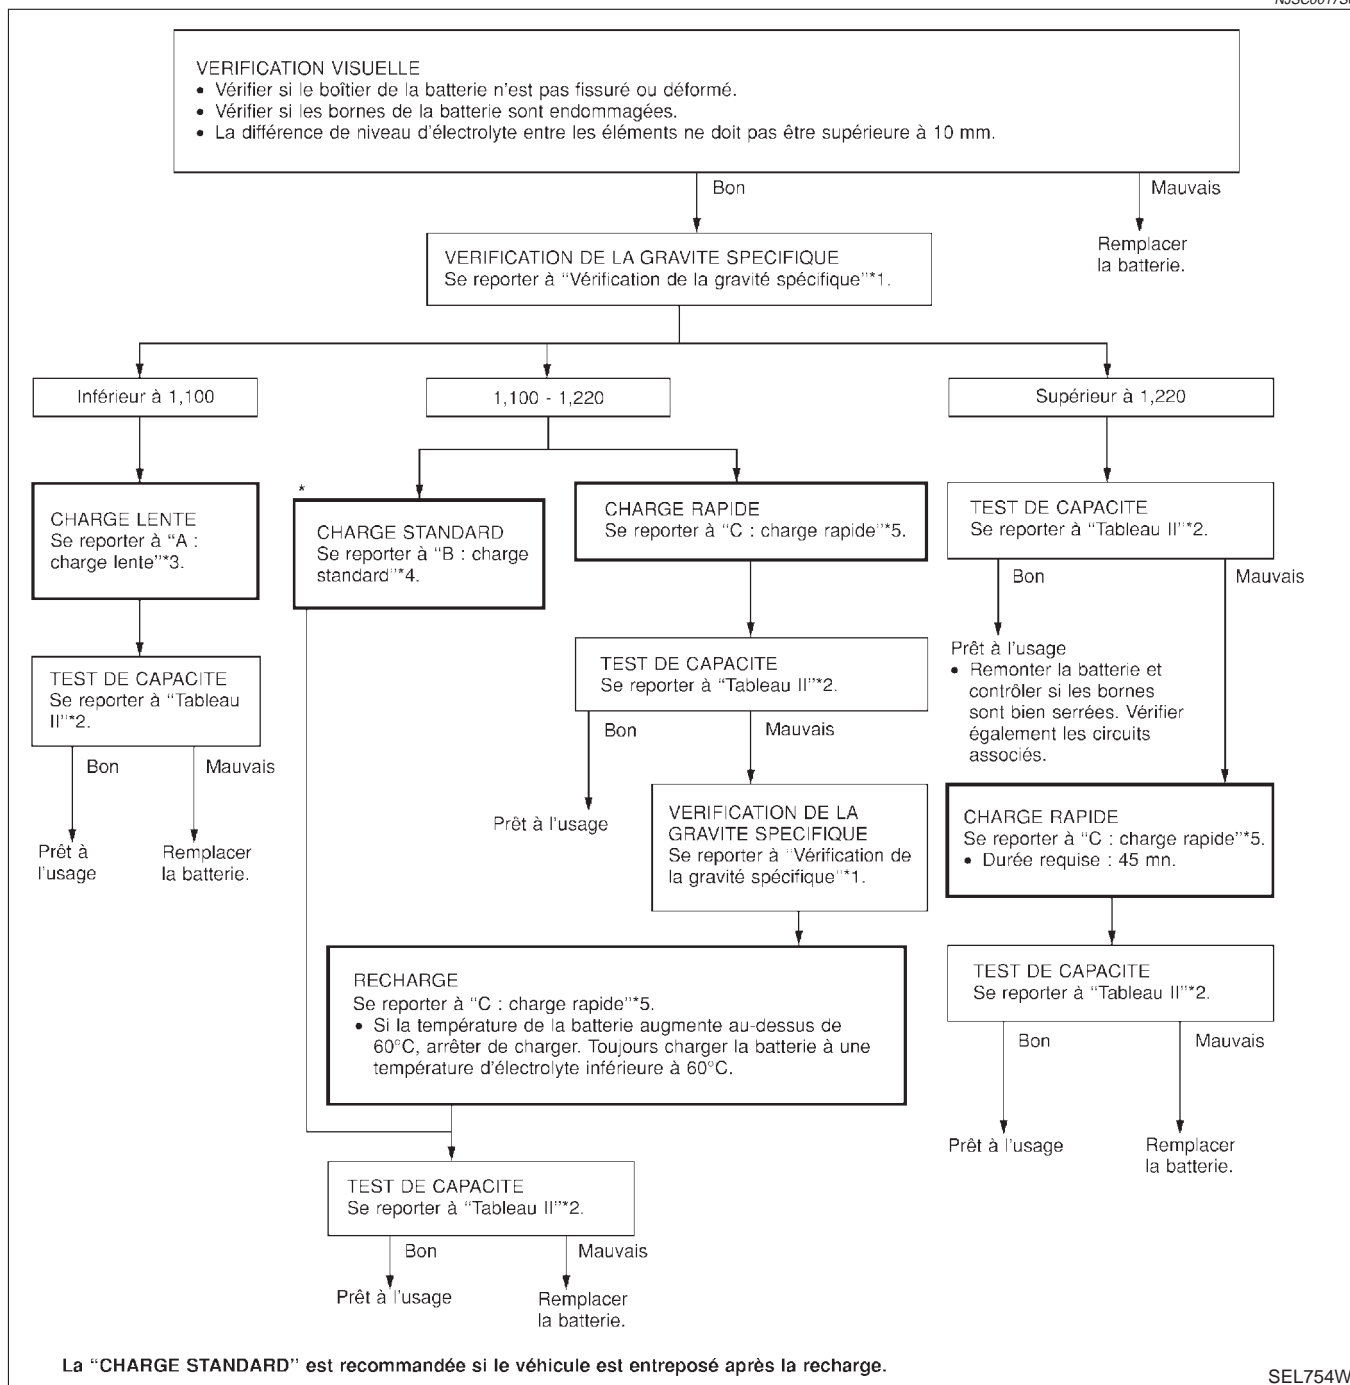 VERIFICATION VISUELLE
• Vérifier si le boîtier de la batterie n'est pas fissuré ou déformé.
• Vérifier si les bornes de la batterie sont endommagées.
• La différence de niveau d'électrolyte entre les éléments ne doit pas être supérieure à 10 mm.
Bon
Mauvais
VERIFICATION DE LA GRAVITE SPECIFIQUE
Se reporter à “Vérification de la gravité spécifique”*1.
Remplacer
la batterie.
Inférieur à 1,100
1,100 - 1,220
Supérieur à 1,220
CHARGE LENTE
Se reporter à “A :
charge lente”*3.
*
CHARGE STANDARD
Se reporter à “B : charge
standard”*4.
CHARGE RAPIDE
Se reporter à “C : charge rapide”*5.
TEST DE CAPACITE
Se reporter à “Tableau II”*2.
Bon
Mauvais
Prêt à l'usage
• Remonter la batterie et
contrôler si les bornes
sont bien serrées. Vérifier
également les circuits
associés.
TEST DE CAPACITE
Se reporter à “Tableau
II”*2.
Bon
Mauvais
Prêt à
l'usage
Remplacer
la batterie.
TEST DE CAPACITE
Se reporter à “Tableau II”*2.
Bon
Mauvais
Prêt à l'usage
VERIFICATION DE LA
GRAVITE SPECIFIQUE
Se reporter à “Vérification de
la gravité spécifique”*1.
CHARGE RAPIDE
Se reporter à “C : charge rapide”*5.
• Durée requise : 45 mn.
RECHARGE
Se reporter à “C : charge rapide”*5.
• Si la température de la batterie augmente au-dessus de
60°C, arrêter de charger. Toujours charger la batterie à une
température d'électrolyte inférieure à 60°C.
TEST DE CAPACITE
Se reporter à “Tableau II”*2.
Bon
Mauvais
Prêt à l'usage
Remplacer
la batterie.
TEST DE CAPACITE
Se reporter à “Tableau II”*2.
Bon
Mauvais
Prêt à l'usage
Remplacer
la batterie.
La “CHARGE STANDARD” est recommandée si le véhicule est entreposé après la recharge.
SEL754W